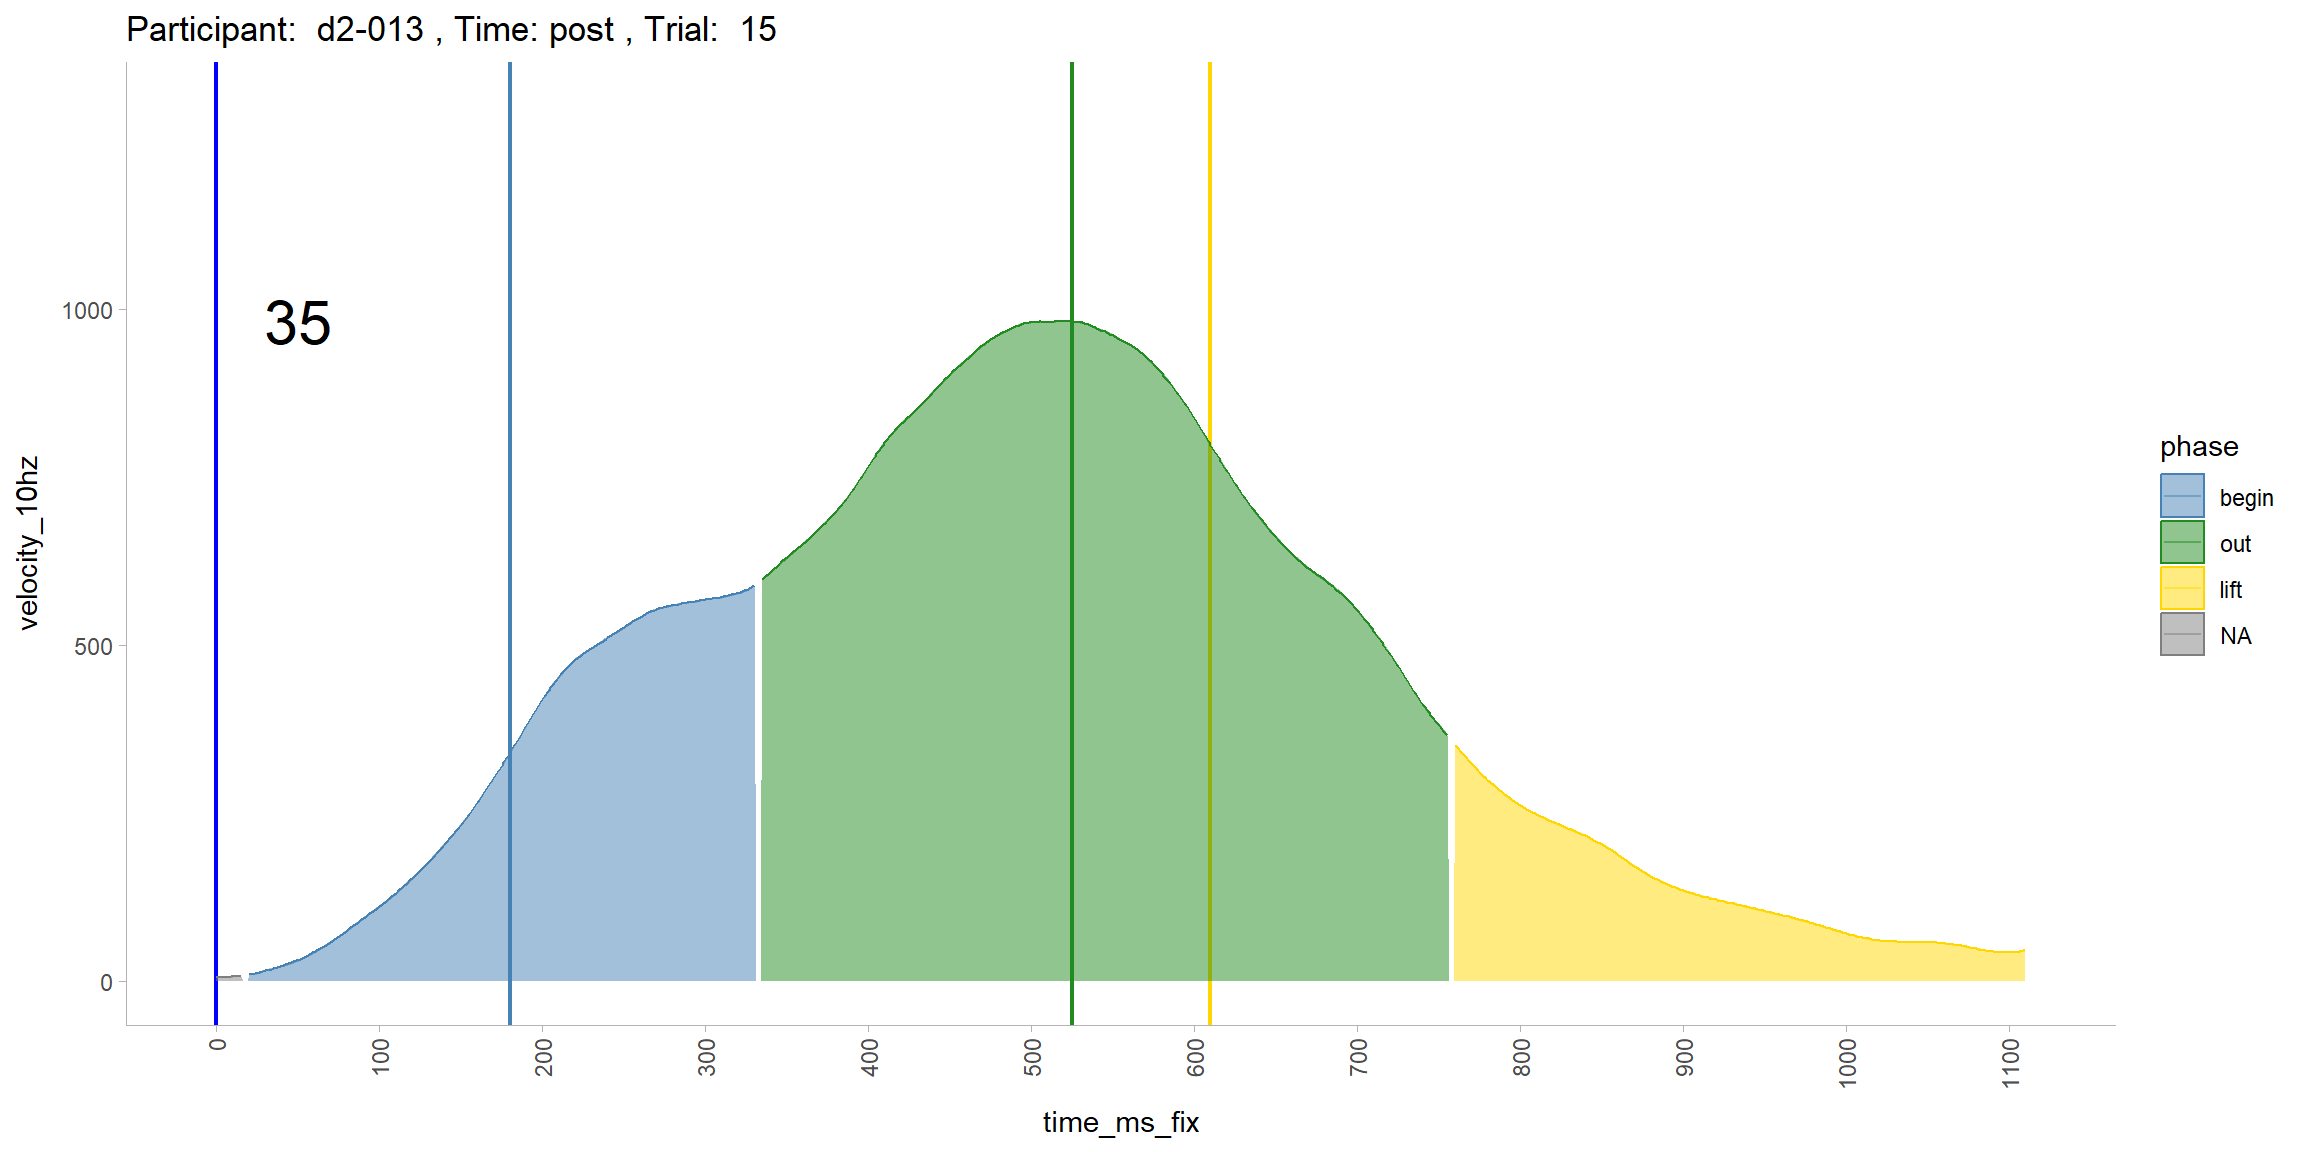 Participant:  d2-013 , Time: post , Trial:  15
35
1000
500
0
velocity_10hz
0
100
200
300
400
500
600
700
800
900
1000
1100
time_ms_fix
phase
begin
out
lift
NA